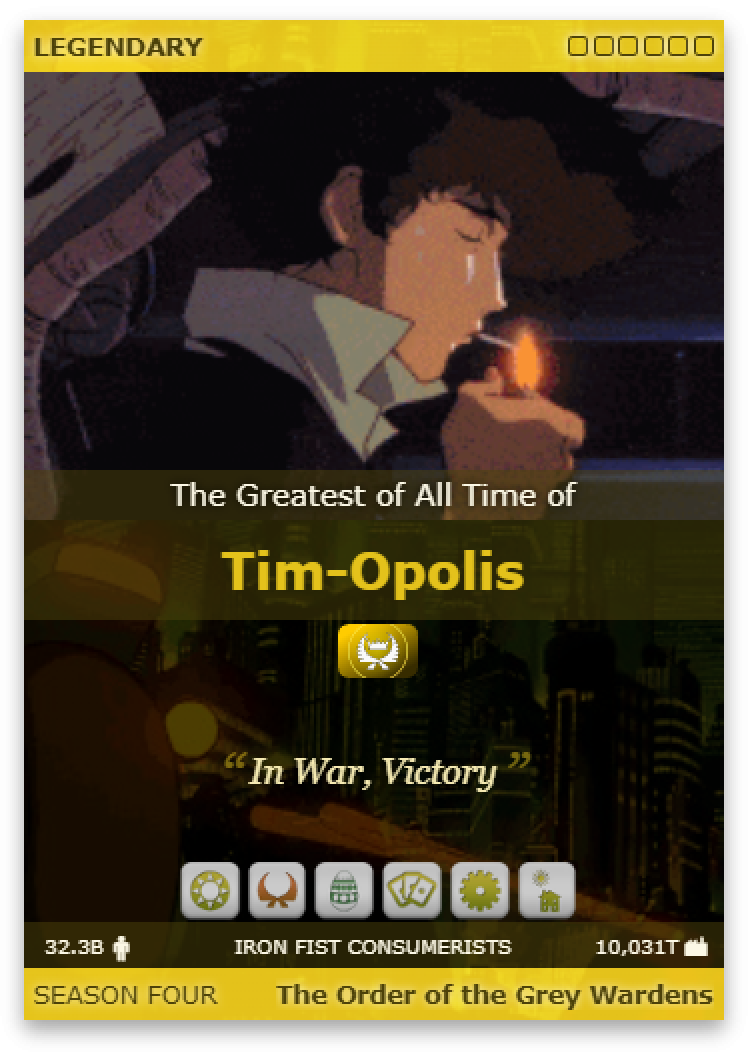 LEGENDARY
The Greatest of All Time of
Tim-Opolis
“In War, Victory”
32.3B IRON FIST CONSUMERISTS 10,031T
SEASON FOUR The Order of the Grey Wardens